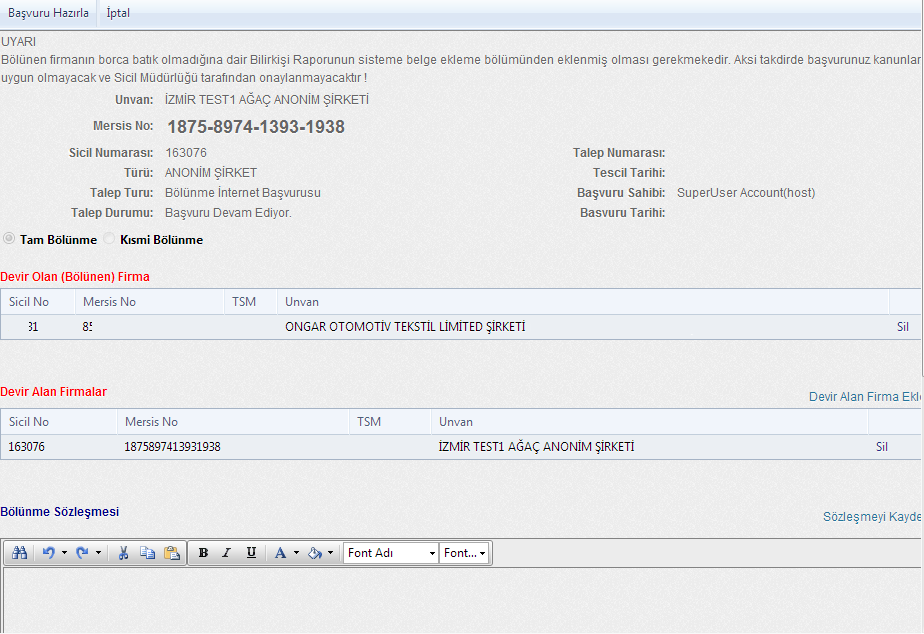 Başvuru Hazırla İptal
UYARI
Bölünen firmanın borca batık olmadığına dair Bilirkişi Raporunun sisteme belge ekleme bölümünden eklenmiş olması gerekmekedir. Aksi takdirde başvurunuz kanunlar
uygun olmayacak ve Sicil Müdürlüğü tarafından onaylanmayacaktır !
Unvan: İZMİR TEST1 AĞAÇ ANONİM ŞİRKETİ
Mersis No: 1875-8974-1393-1938
Sicil Numarası: 163076 Talep Numarası:
Türü: ANONİM ŞİRKET Tescil Tarihi:
Talep Turu: Bölünme İnternet Başvurusu Başvuru Sahibi: SuperUser Account(host)
Talep Durumu: Başvuru Devam Ediyor. Basvuru Tarihi:
Tam Bölünme Kısmi Bölünme
Devir Olan (Bölünen) Firma
Sicil No Mersis No TSM Unvan
31 85 ONGAR OTOMOTİV TEKSTİL LİMİTED ŞİRKETİ Sil
Devir Alan Firmalar Devir Alan Firma Ekle
Sicil No Mersis No TSM Unvan
163076 1875897413931938 İZMİR TEST1 AĞAÇ ANONİM ŞİRKETİ Sil
Bölünme Sözleşmesi Sözleşmeyi Kayde
B I U A Font Adı Font...